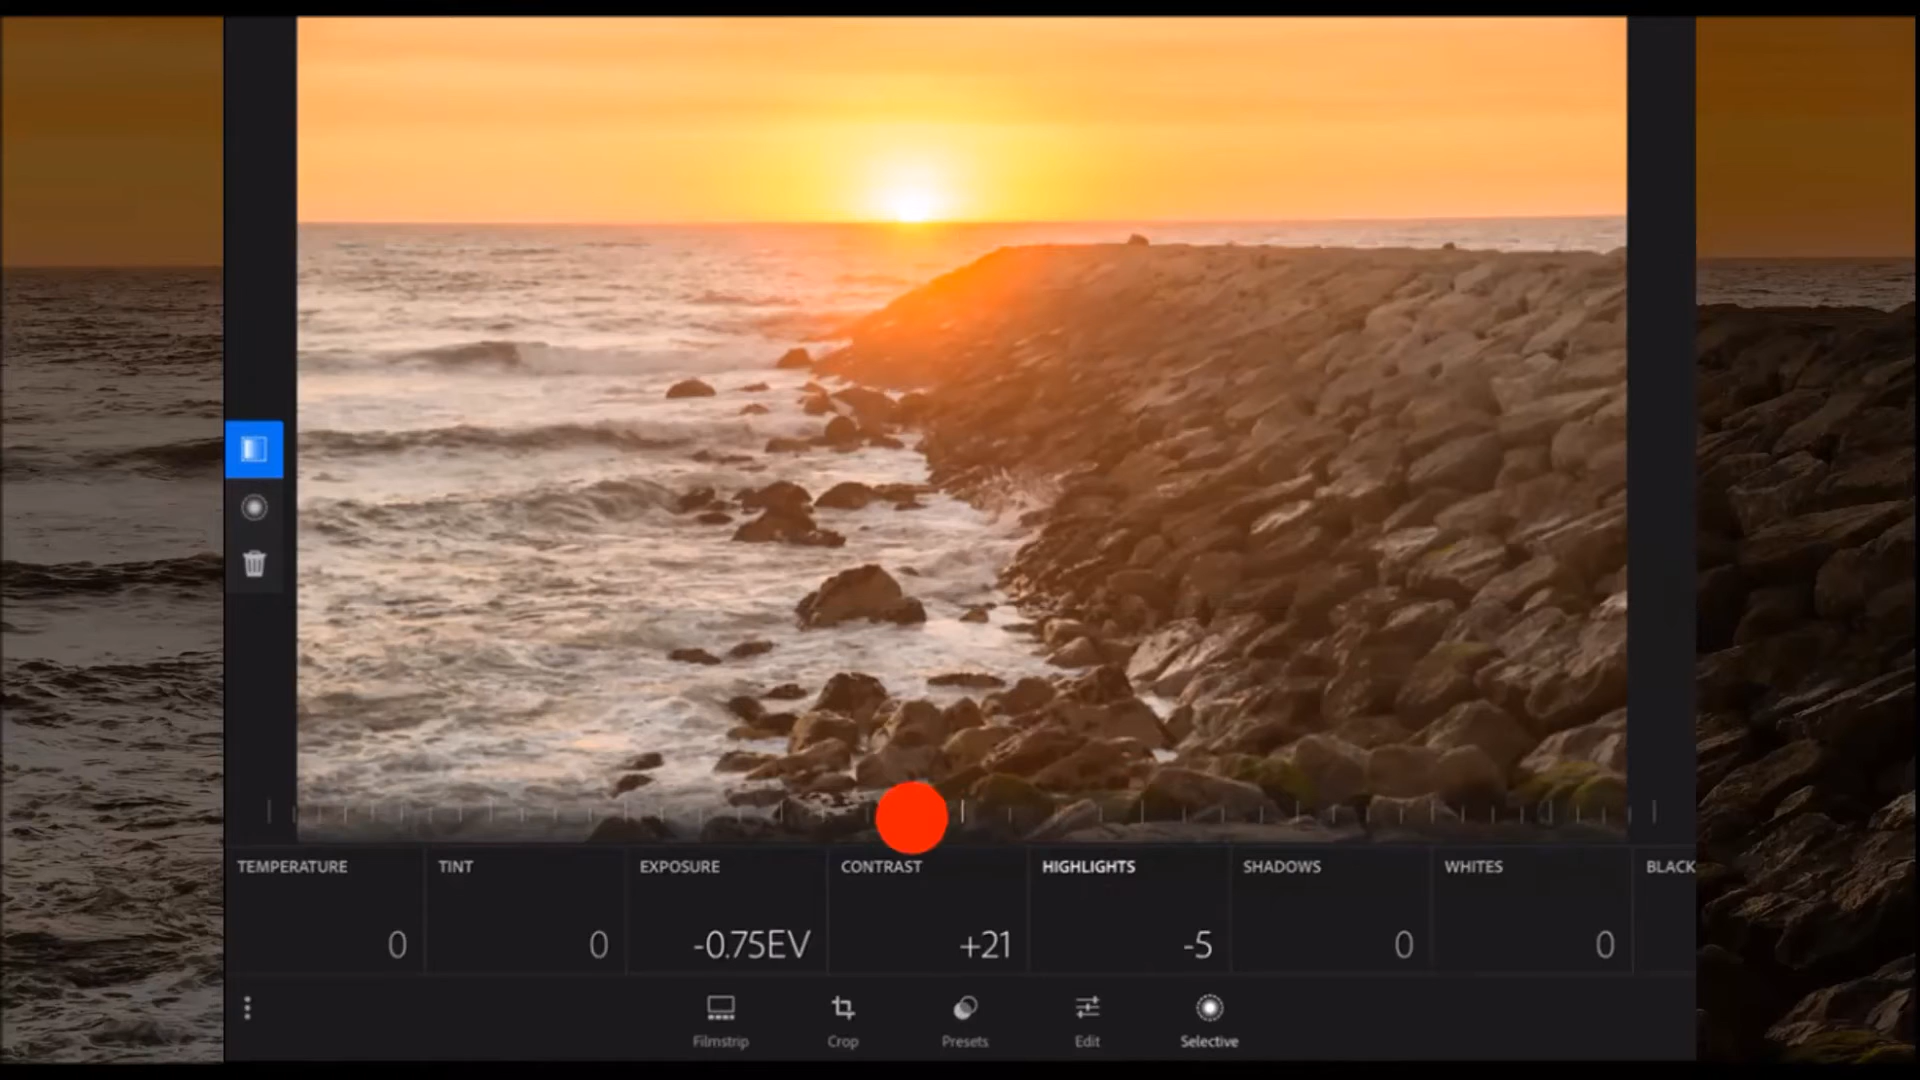 TEMPERATURE TINT EXPOSURE CONTRAST HIGHLIGHTS SHADOWS WHITES BLACK
0 0 -0.75EV +21 -5 0 0
Filmstrip Crop Presets Edit Selective